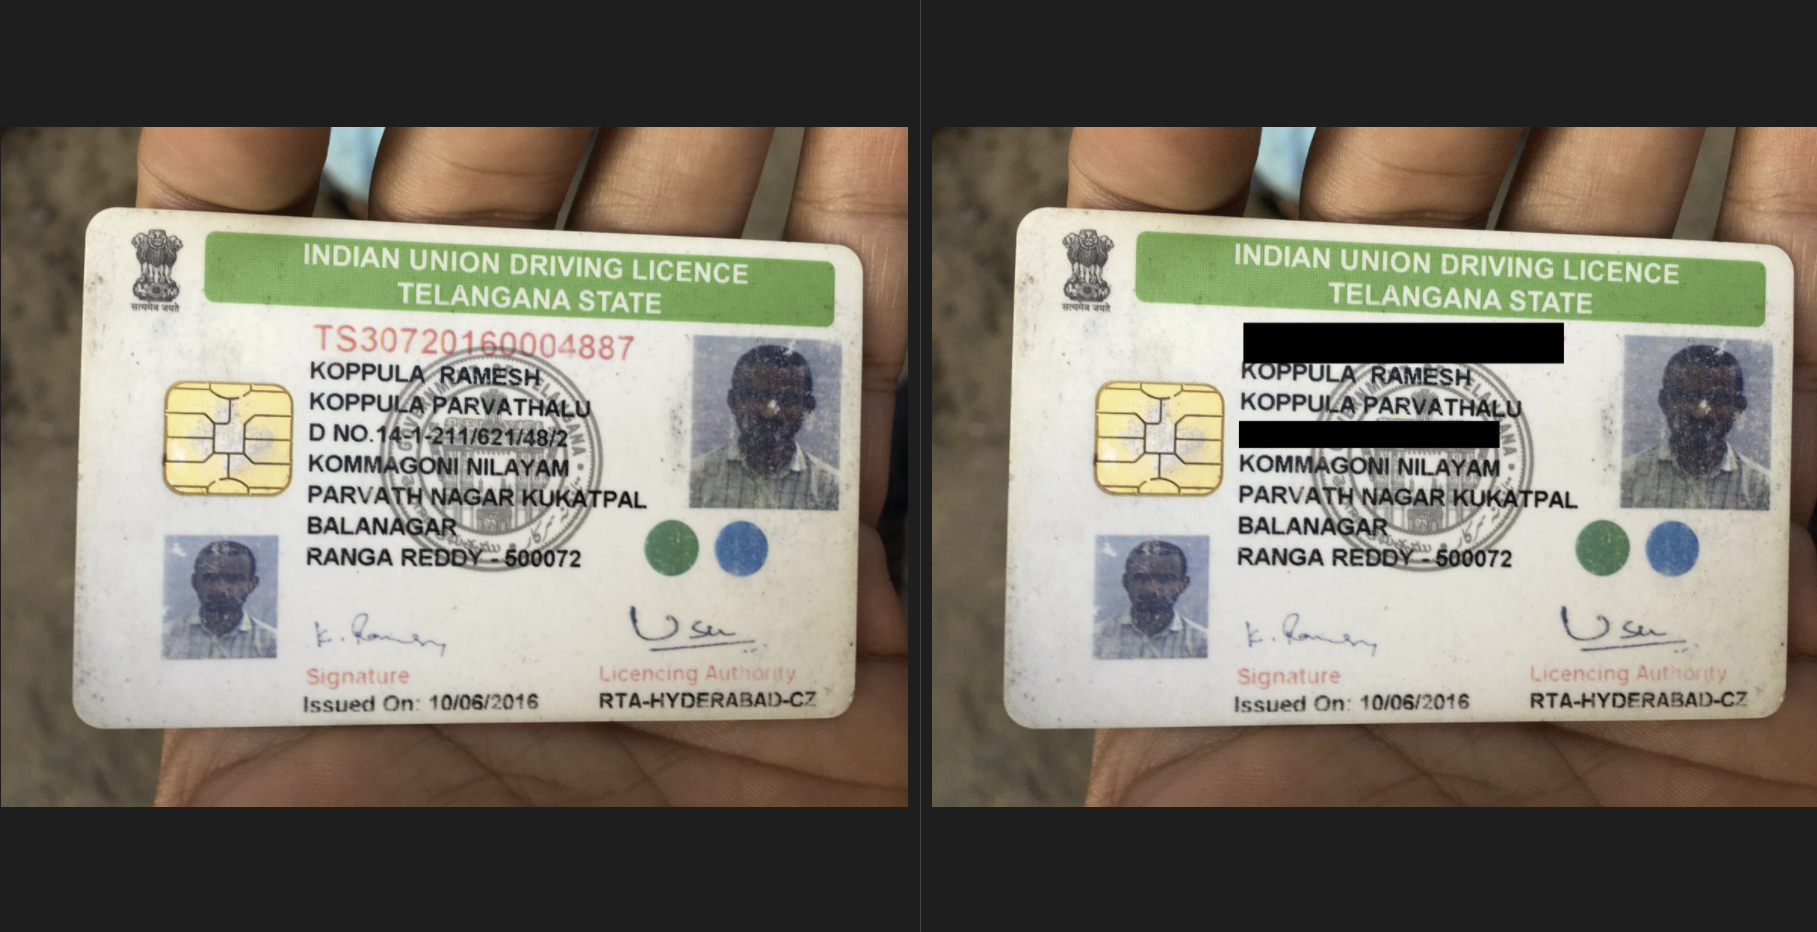 सत्यमेव जयते
INDIAN UNION DRIVING LICENCE
TELANGANA STATE
TS30720160004887
KOPPULA RAMESH
KOPPULA PARVATHALU
D NO.14-1-211/621/48/2
KOMMAGONI NILAYAM
PARVATH NAGAR KUKATPAL
BALANAGAR
RANGA REDDY - 500072
K. Ramesh
Signature
Licencing Authority
Issued On: 10/06/2016
RTA-HYDERABAD-CZ
सत्यमेव जयते
INDIAN UNION DRIVING LICENCE
TELANGANA STATE
KOPPULA RAMESH
KOPPULA PARVATHALU
KOMMAGONI NILAYAM
PARVATH NAGAR KUKATPAL
BALANAGAR
RANGA REDDY - 500072
K. Ramesh
Signature
Licencing Authority
Issued On: 10/06/2016
RTA-HYDERABAD-CZ